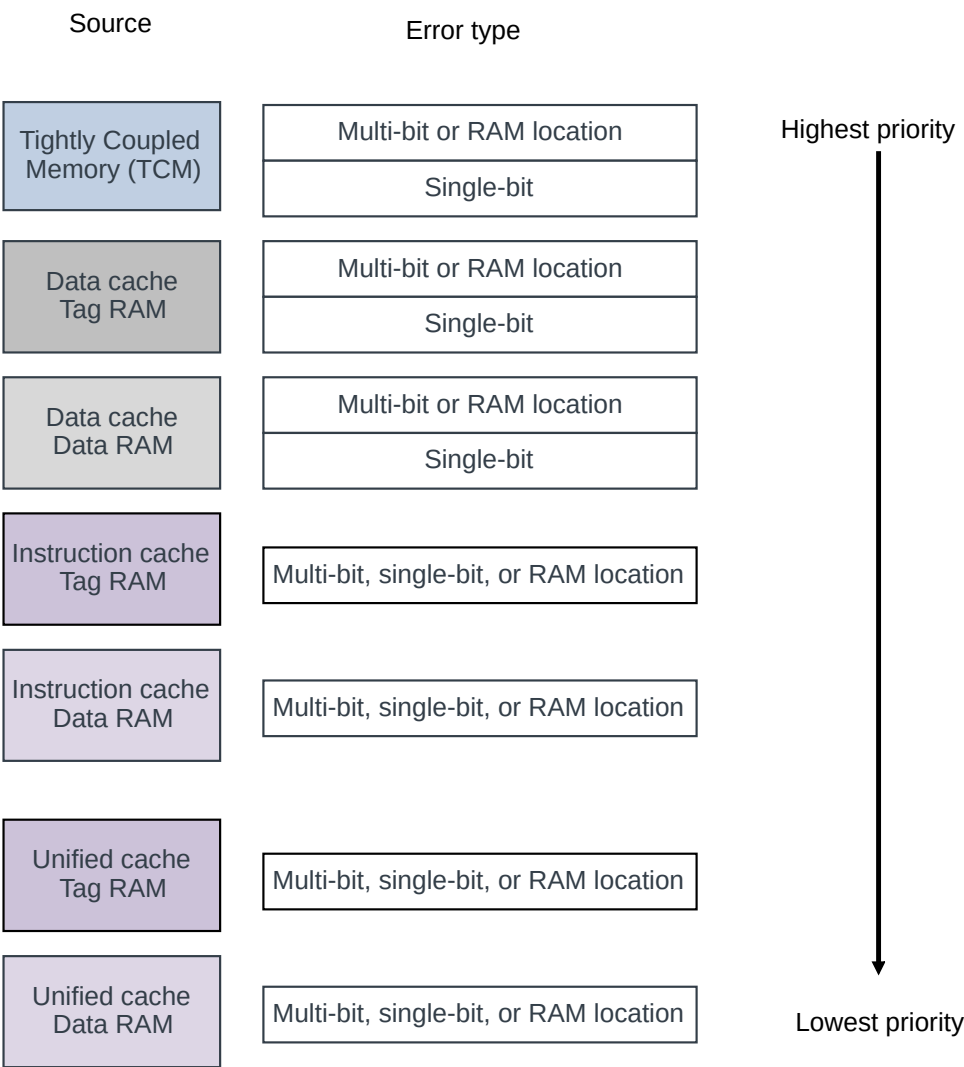 Source
Error type
Highest priority
Tightly Coupled
Memory (TCM)
Multi-bit or RAM location
Single-bit
Data cache
Tag RAM
Multi-bit or RAM location
Single-bit
Data cache
Data RAM
Multi-bit or RAM location
Single-bit
Instruction cache
Tag RAM
Multi-bit, single-bit, or RAM location
Instruction cache
Data RAM
Multi-bit, single-bit, or RAM location
Unified cache
Tag RAM
Multi-bit, single-bit, or RAM location
Unified cache
Data RAM
Multi-bit, single-bit, or RAM location
Lowest priority